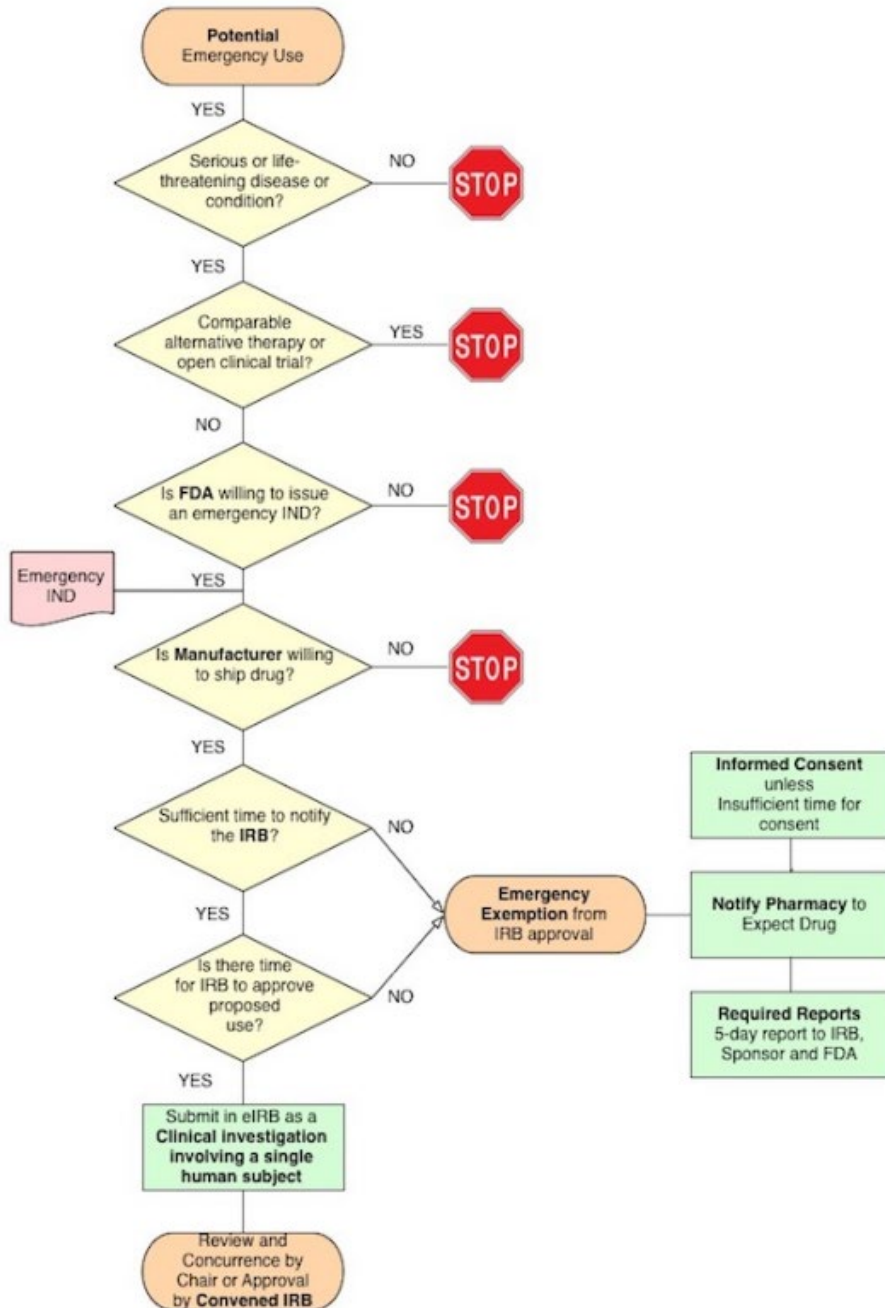 Potential
Emergency Use
YES
Serious or life-
threatening disease or
condition?
NO
STOP
YES
Comparable
alternative therapy or
open clinical trial?
YES
STOP
NO
Is FDA willing to issue
an emergency IND?
NO
STOP
Emergency
IND
YES
Is Manufacturer willing
to ship drug?
NO
STOP
YES
Sufficient time to notify
the IRB?
NO
YES
Is there time
for IRB to approve
proposed
use?
NO
Emergency
Exemption from
IRB approval
Informed Consent
unless
Insufficient time for
consent
Notify Pharmacy to
Expect Drug
Required Reports
5-day report to IRB,
Sponsor and FDA
YES
Submit in eIRB as a
Clinical investigation
involving a single
human subject
Review and
Concurrence by
Chair or Approval
by Convened IRB